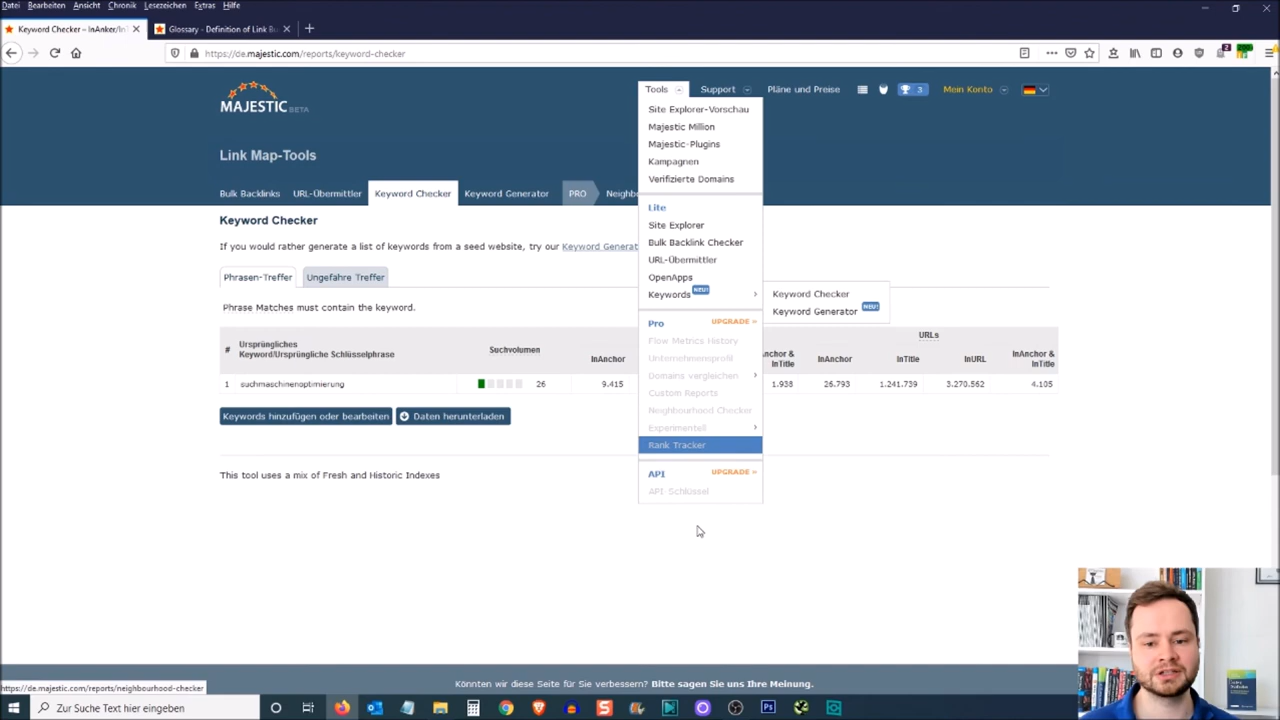 Datei Bearbeiten Ansicht Chronik Lesezeichen Extras Hilfe
Keyword Checker – InAnker/InT
Glossary - Definition of Link Bu
https://de.majestic.com/reports/keyword-checker
MAJESTIC BETA
Tools Support Pläne und Preise 3 Mein Konto
Link Map-Tools
Bulk Backlinks URL-Übermittler Keyword Checker Keyword Generator PRO Neighbo
Keyword Checker
If you would rather generate a list of keywords from a seed website, try our Keyword Generat
Phrasen-Treffer Ungefähre Treffer
Phrase Matches must contain the keyword.
URLs
# Ursprüngliches Keyword/Ursprüngliche Schlüsselphrase Suchvolumen InAnchor nchor & InTitle InAnchor InTitle InURL InAnchor & InTitle
1 suchmaschinenoptimierung 26 9.415 1.938 26.793 1.241.739 3.270.562 4.105
Keywords hinzufügen oder bearbeiten Daten herunterladen
This tool uses a mix of Fresh and Historic Indexes
Site Explorer-Vorschau
Majestic Million
Majestic-Plugins
Kampagnen
Verifizierte Domains
Lite
Site Explorer
Bulk Backlink Checker
URL-Übermittler
OpenApps
Keywords NEU!
Keyword Checker
Keyword Generator NEU!
Pro UPGRADE »
Flow Metrics History
Unternehmensprofil
Domains vergleichen
Custom Reports
Neighbourhood Checker
Experimentell
Rank Tracker
API UPGRADE »
API-Schlüssel
Könnten wir diese Seite für Sie verbessern? Bitte sagen Sie uns Ihre Meinung.
https://de.majestic.com/reports/neighbourhood-checker
Zur Suche Text hier eingeben